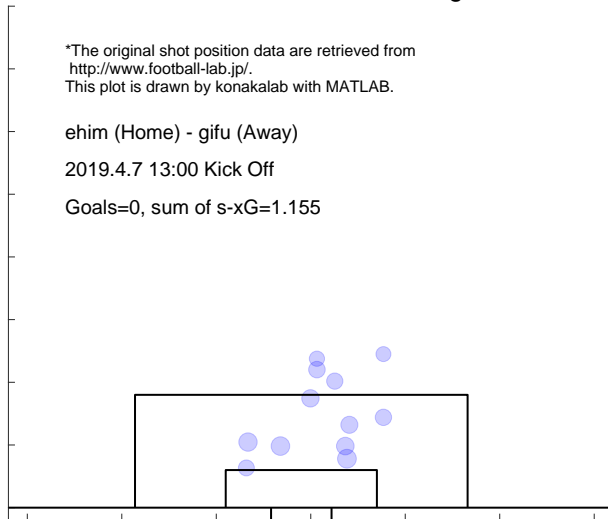 *The original shot position data are retrieved from
http://www.football-lab.jp/.
This plot is drawn by konakalab with MATLAB.
ehim (Home) - gifu (Away)
2019.4.7 13:00 Kick Off
Goals=0, sum of s-xG=1.155